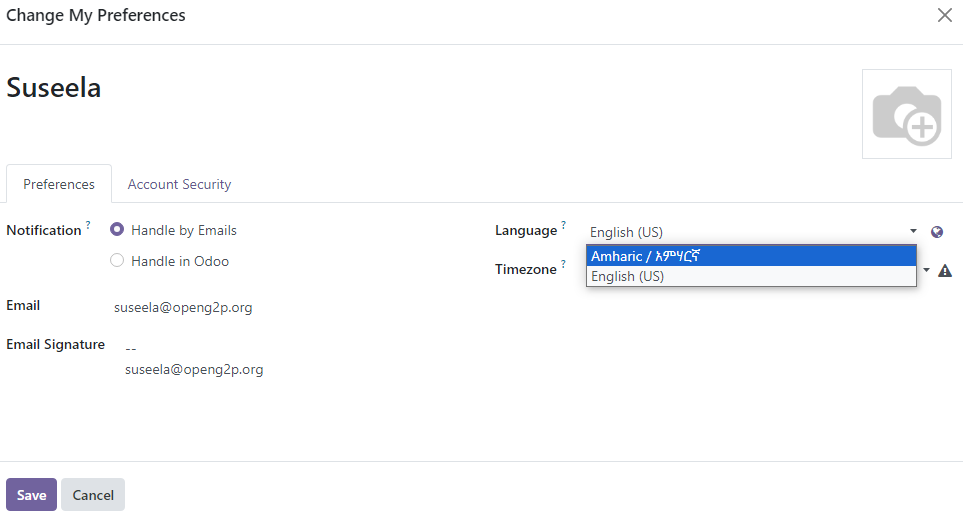 Change My Preferences
Suseela
Preferences
Account Security
Notification ?
Handle by Emails
Handle in Odoo
Email
suseela@openg2p.org
Email Signature
--
suseela@openg2p.org
Language ?
English (US)
Amharic / አምሃርኛ
English (US)
Timezone ?
Save
Cancel